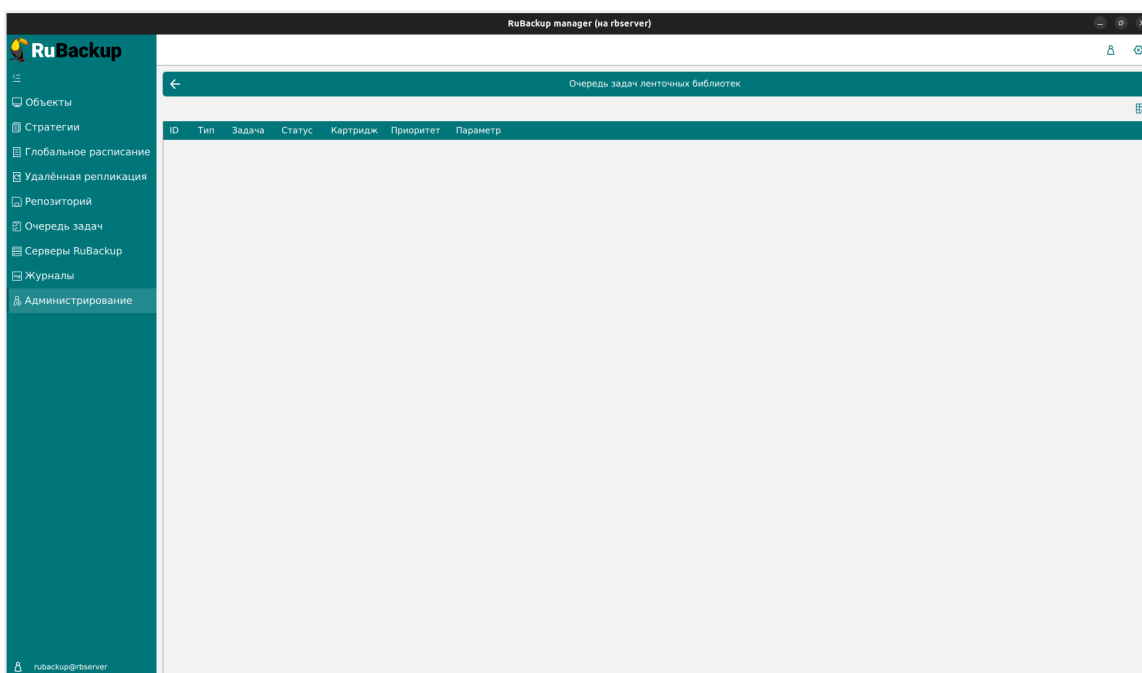 RuBackup manager (на rbserver)
RuBackup
Очередь задач ленточных библиотек
Объекты
Стратегии
Глобальное расписание
Удалённая репликация
Репозиторий
Очередь задач
Серверы RuBackup
Журналы
Администрирование
ID Тип Задача Статус Картридж Приоритет Параметр
rubackup@rbserver